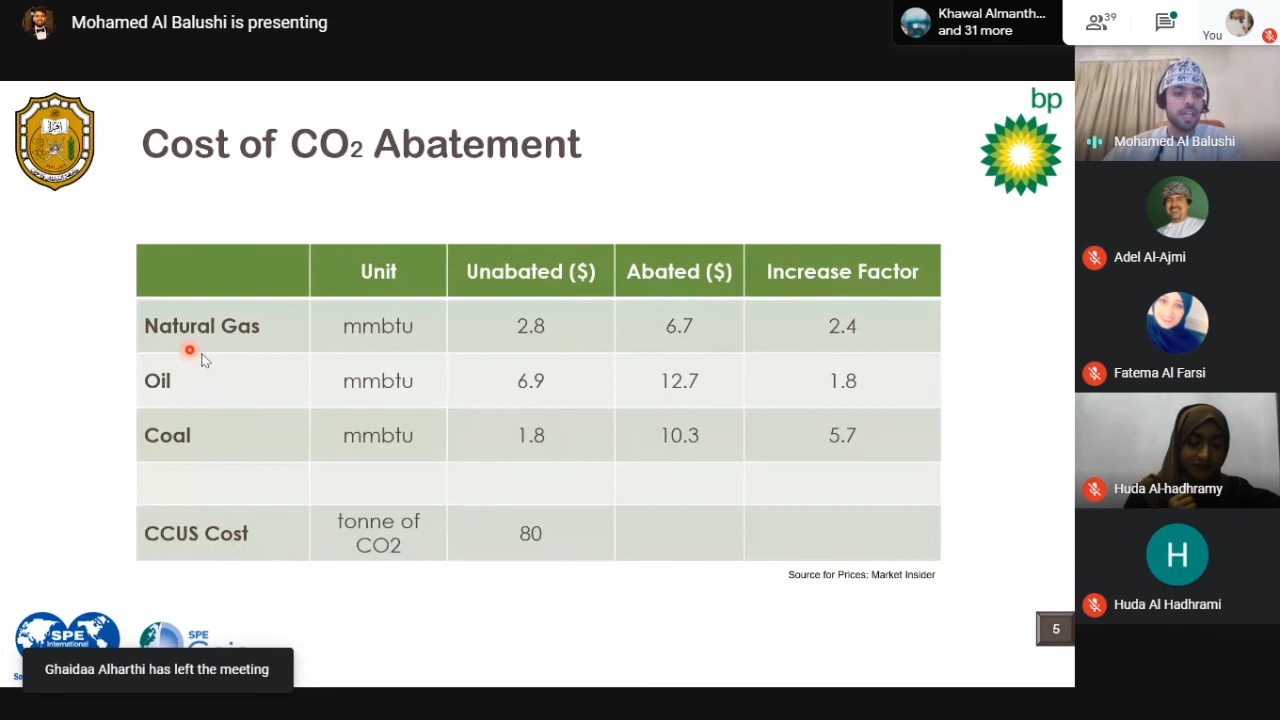 Mohamed Al Balushi is presenting
Khawal Almanth...
and 31 more
39
You
bp
Cost of CO2 Abatement
Mohamed Al Balushi
Unit Unabated ($) Abated ($) Increase Factor
Natural Gas mmbtu 2.8 6.7 2.4
Oil mmbtu 6.9 12.7 1.8
Coal mmbtu 1.8 10.3 5.7
CCUS Cost tonne of CO2 80
Source for Prices: Market Insider
Adel Al-Ajmi
Fatema Al Farsi
Huda Al-hadhramy
H
Huda Al Hadhrami
SPE
International
SPE
5
Ghaidaa Alharthi has left the meeting